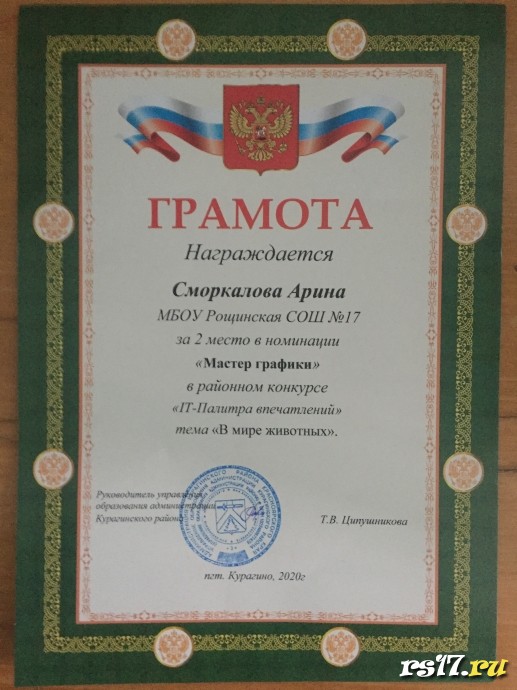 ГРАМОТА
Награждается
Сморкалова Арина
МБОУ Рощинская СОШ №17
за 2 место в номинации
«Мастер графики»
в районном конкурсе
«IT-Палитра впечатлений»
тема «В мире животных».
Руководитель управления
образования администрации
Курагинского района
Т.В. Ципушникова
пгт. Курагино, 2020г
rs17.ru